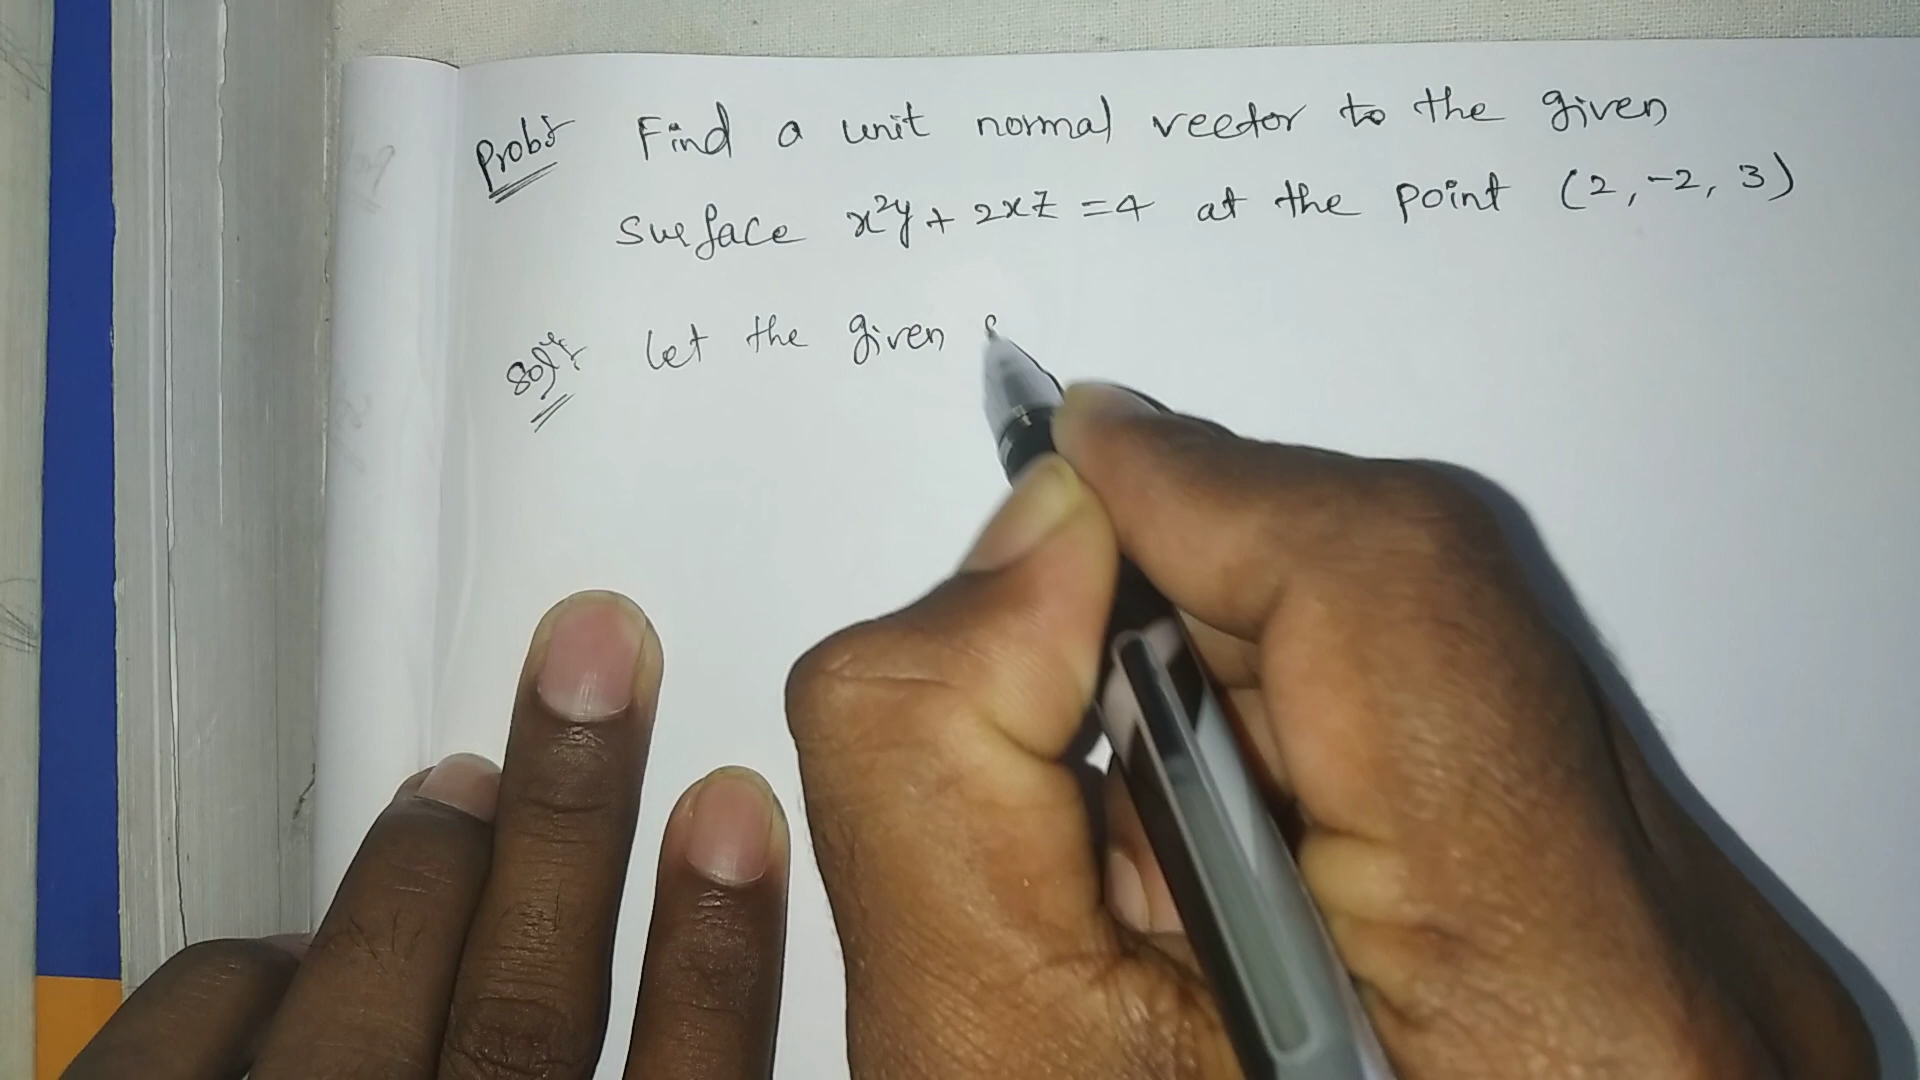 Prob:- Find a unit normal vector to the given
surface x²y + 2xz = 4 at the point (2, -2, 3)
Solⁿ:- Let the given s